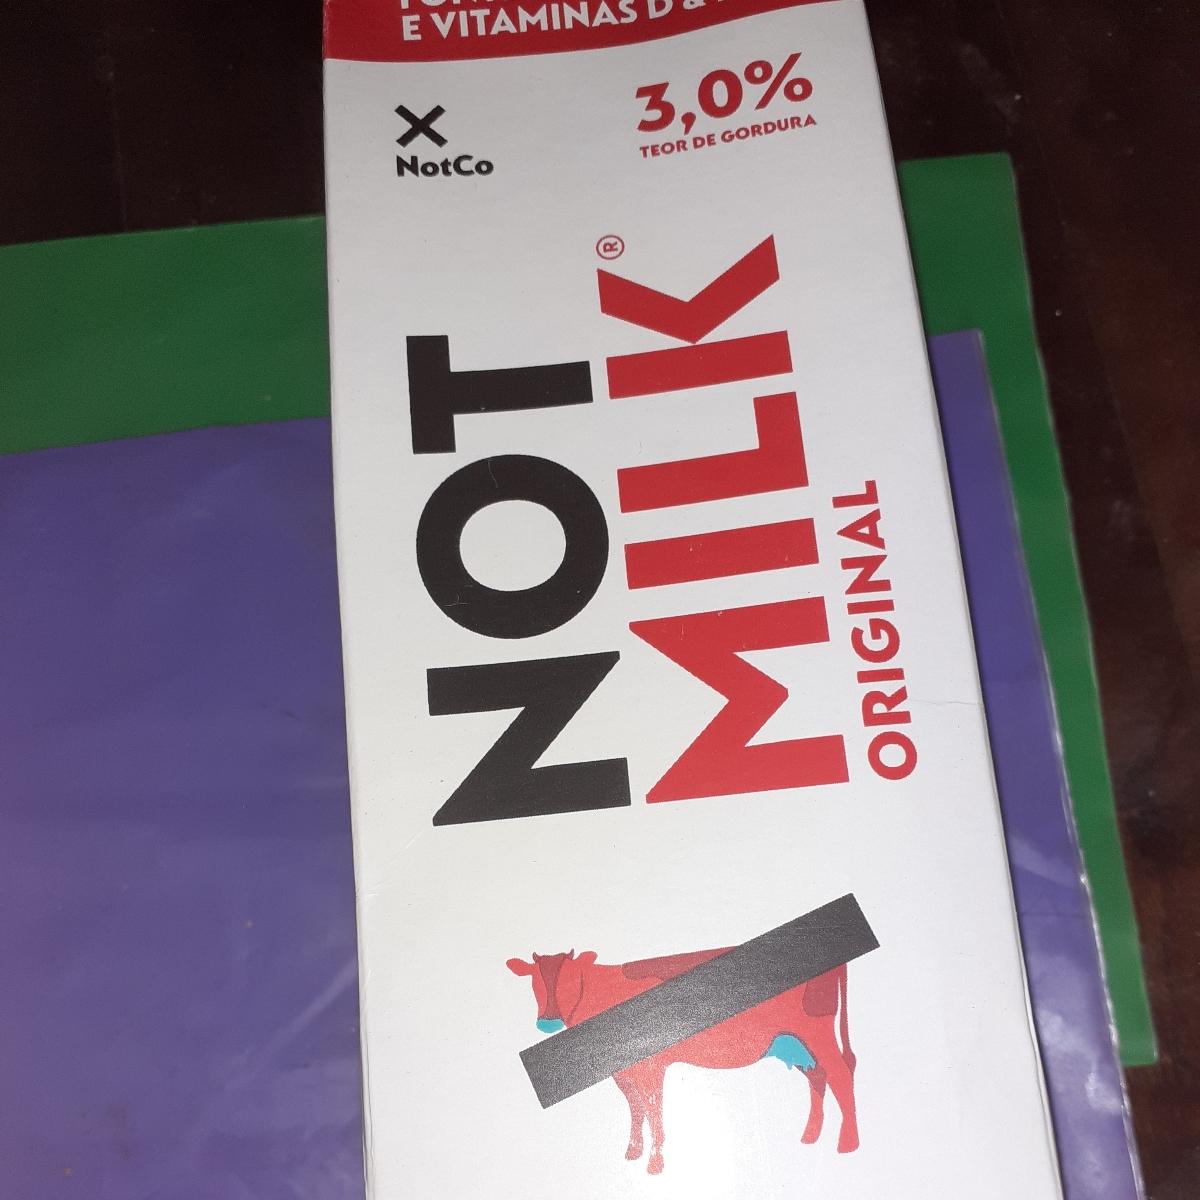 E VITAMINAS D &
NotCo
3,0%
TEOR DE GORDURA
NOT
MILK®
ORIGINAL